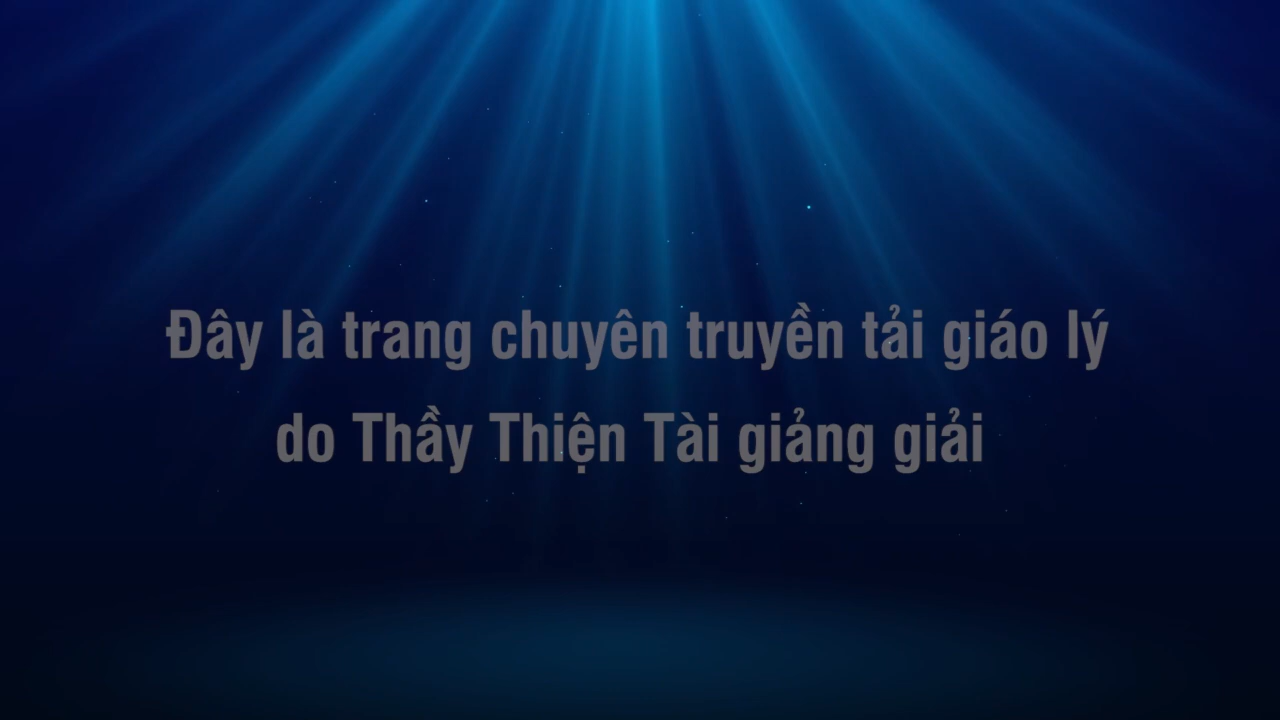 Đây là trang chuyên truyền tải giáo lý
do Thầy Thiện Tài giảng giải